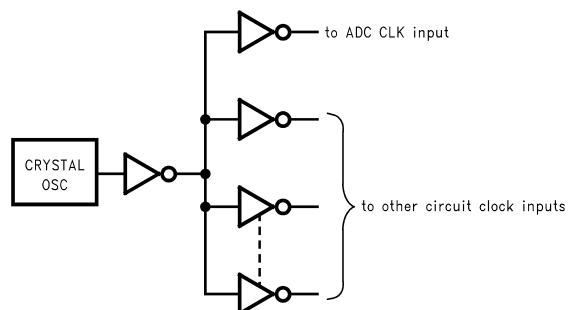 to ADC CLK input
CRYSTAL
OSC
to other circuit clock inputs